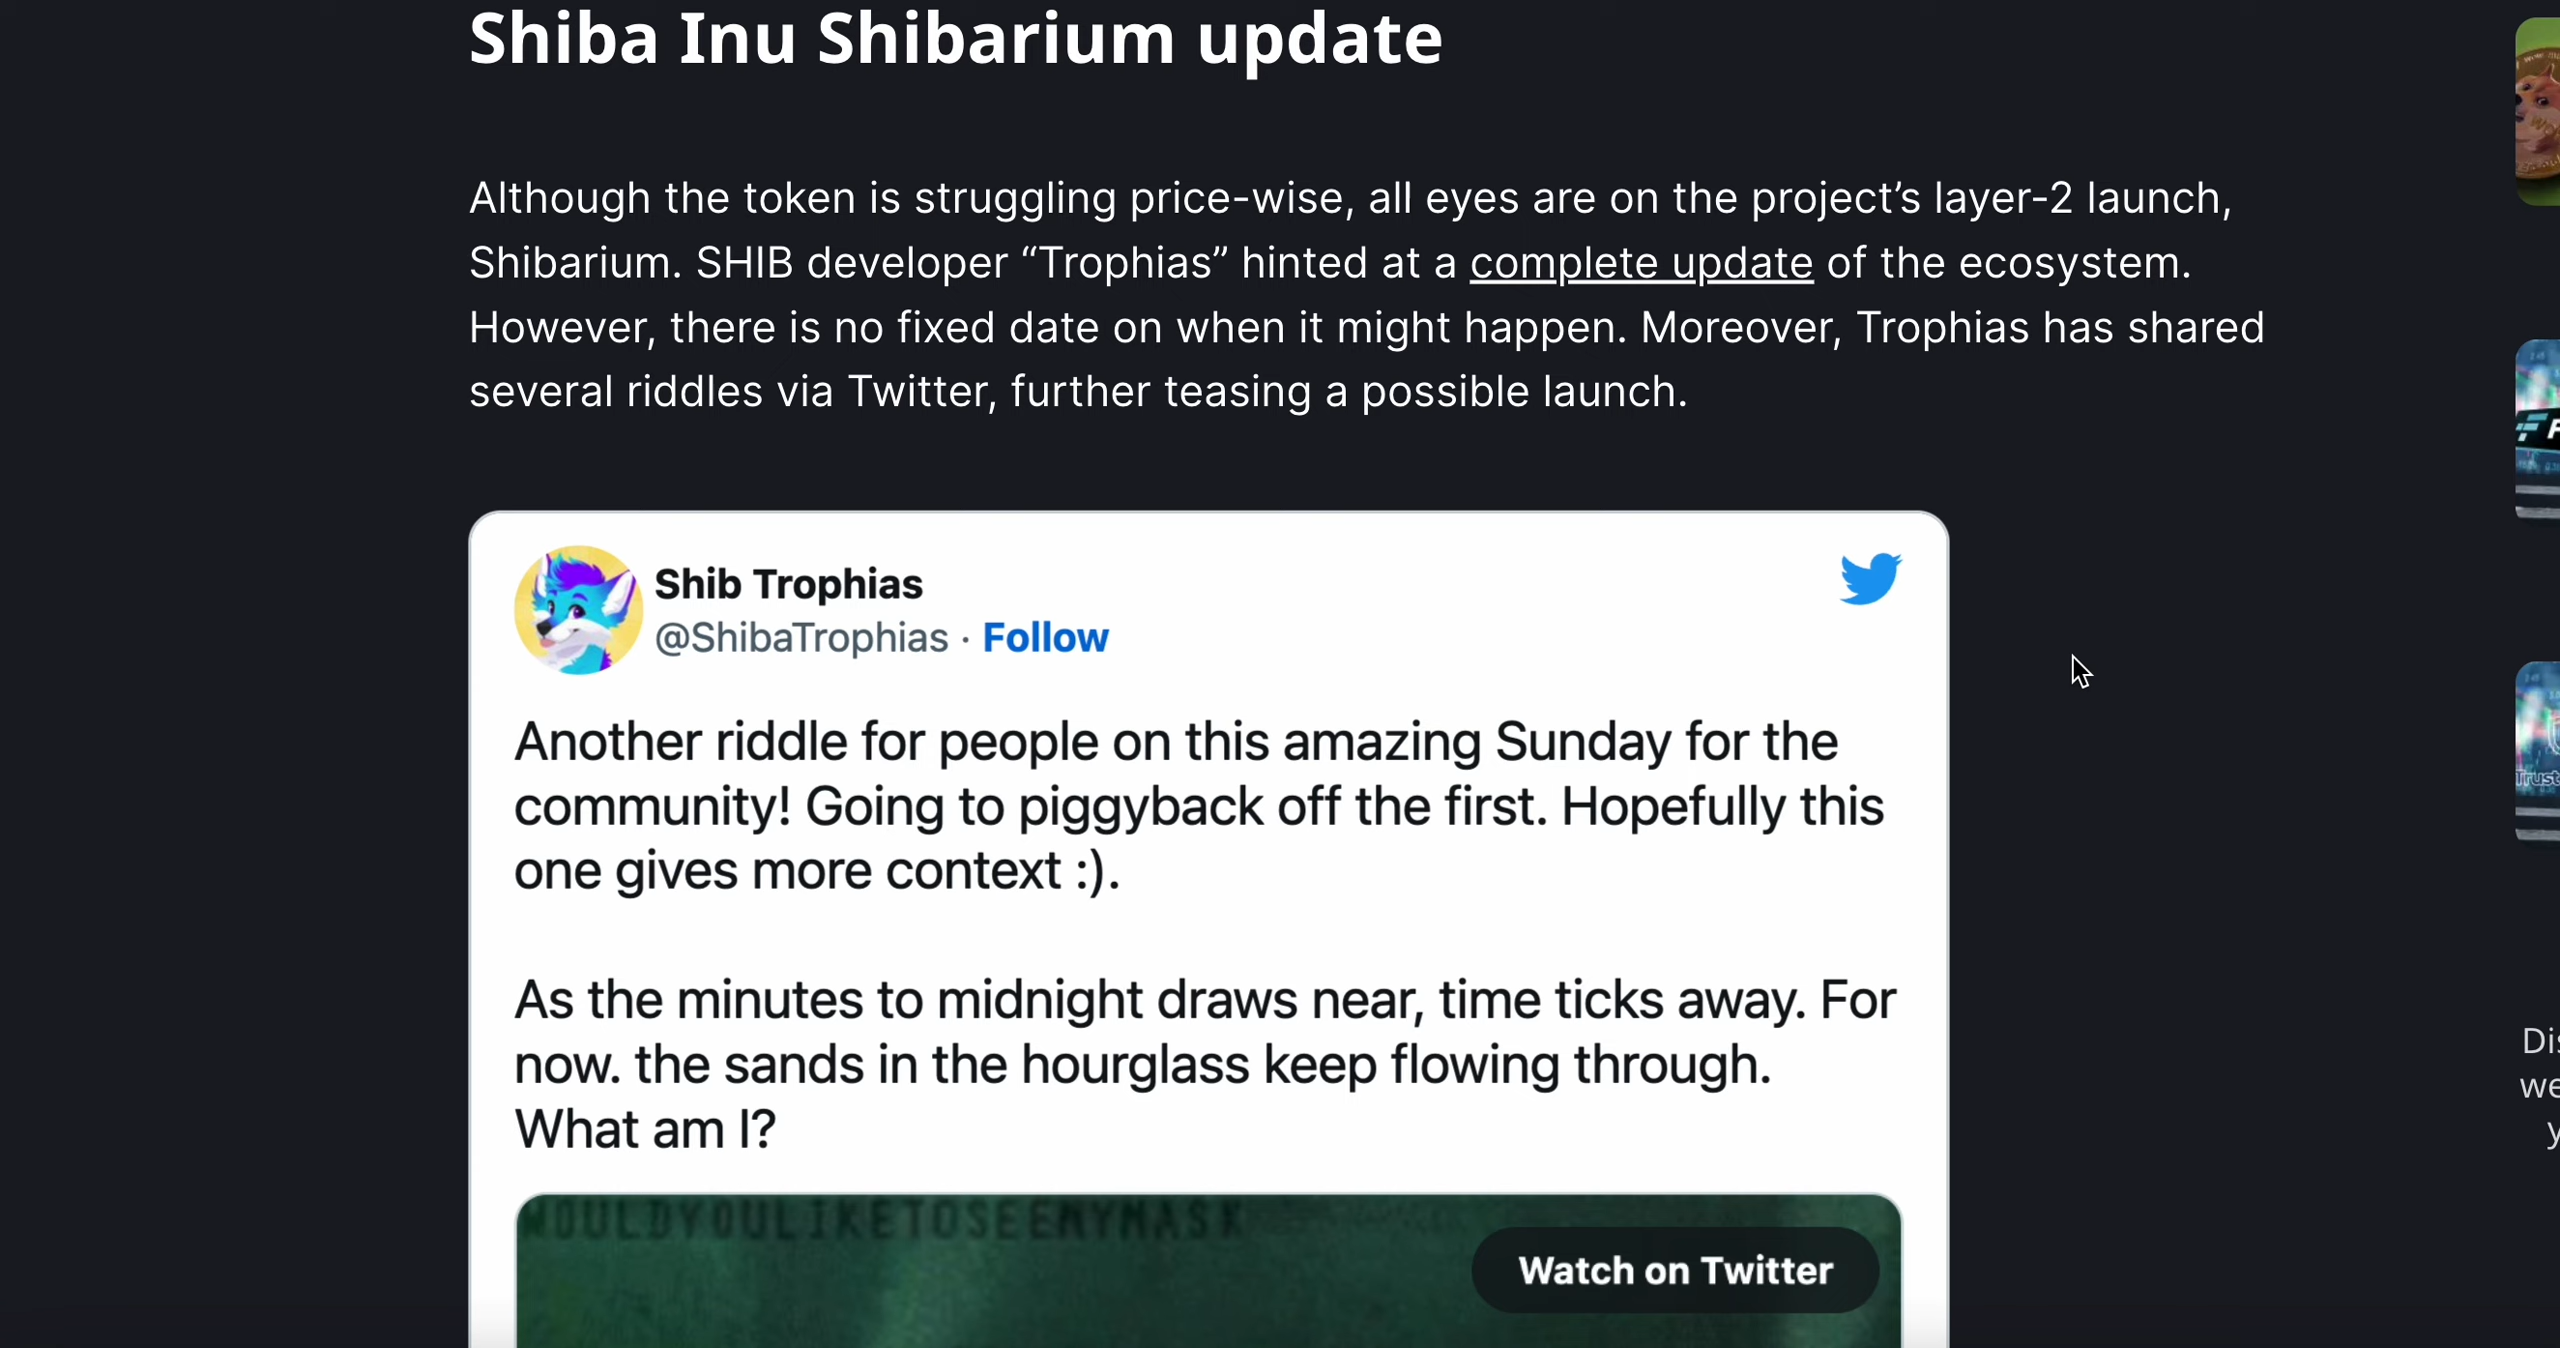 Shiba Inu Shibarium update
Although the token is struggling price-wise, all eyes are on the project’s layer-2 launch,
Shibarium. SHIB developer “Trophias” hinted at a complete update of the ecosystem.
However, there is no fixed date on when it might happen. Moreover, Trophias has shared
several riddles via Twitter, further teasing a possible launch.
Shib Trophias
@ShibaTrophias · Follow
Another riddle for people on this amazing Sunday for the
community! Going to piggyback off the first. Hopefully this
one gives more context :).
As the minutes to midnight draws near, time ticks away. For
now. the sands in the hourglass keep flowing through.
What am I?
WOULDYOULIKETOSEEMYMASK
Watch on Twitter